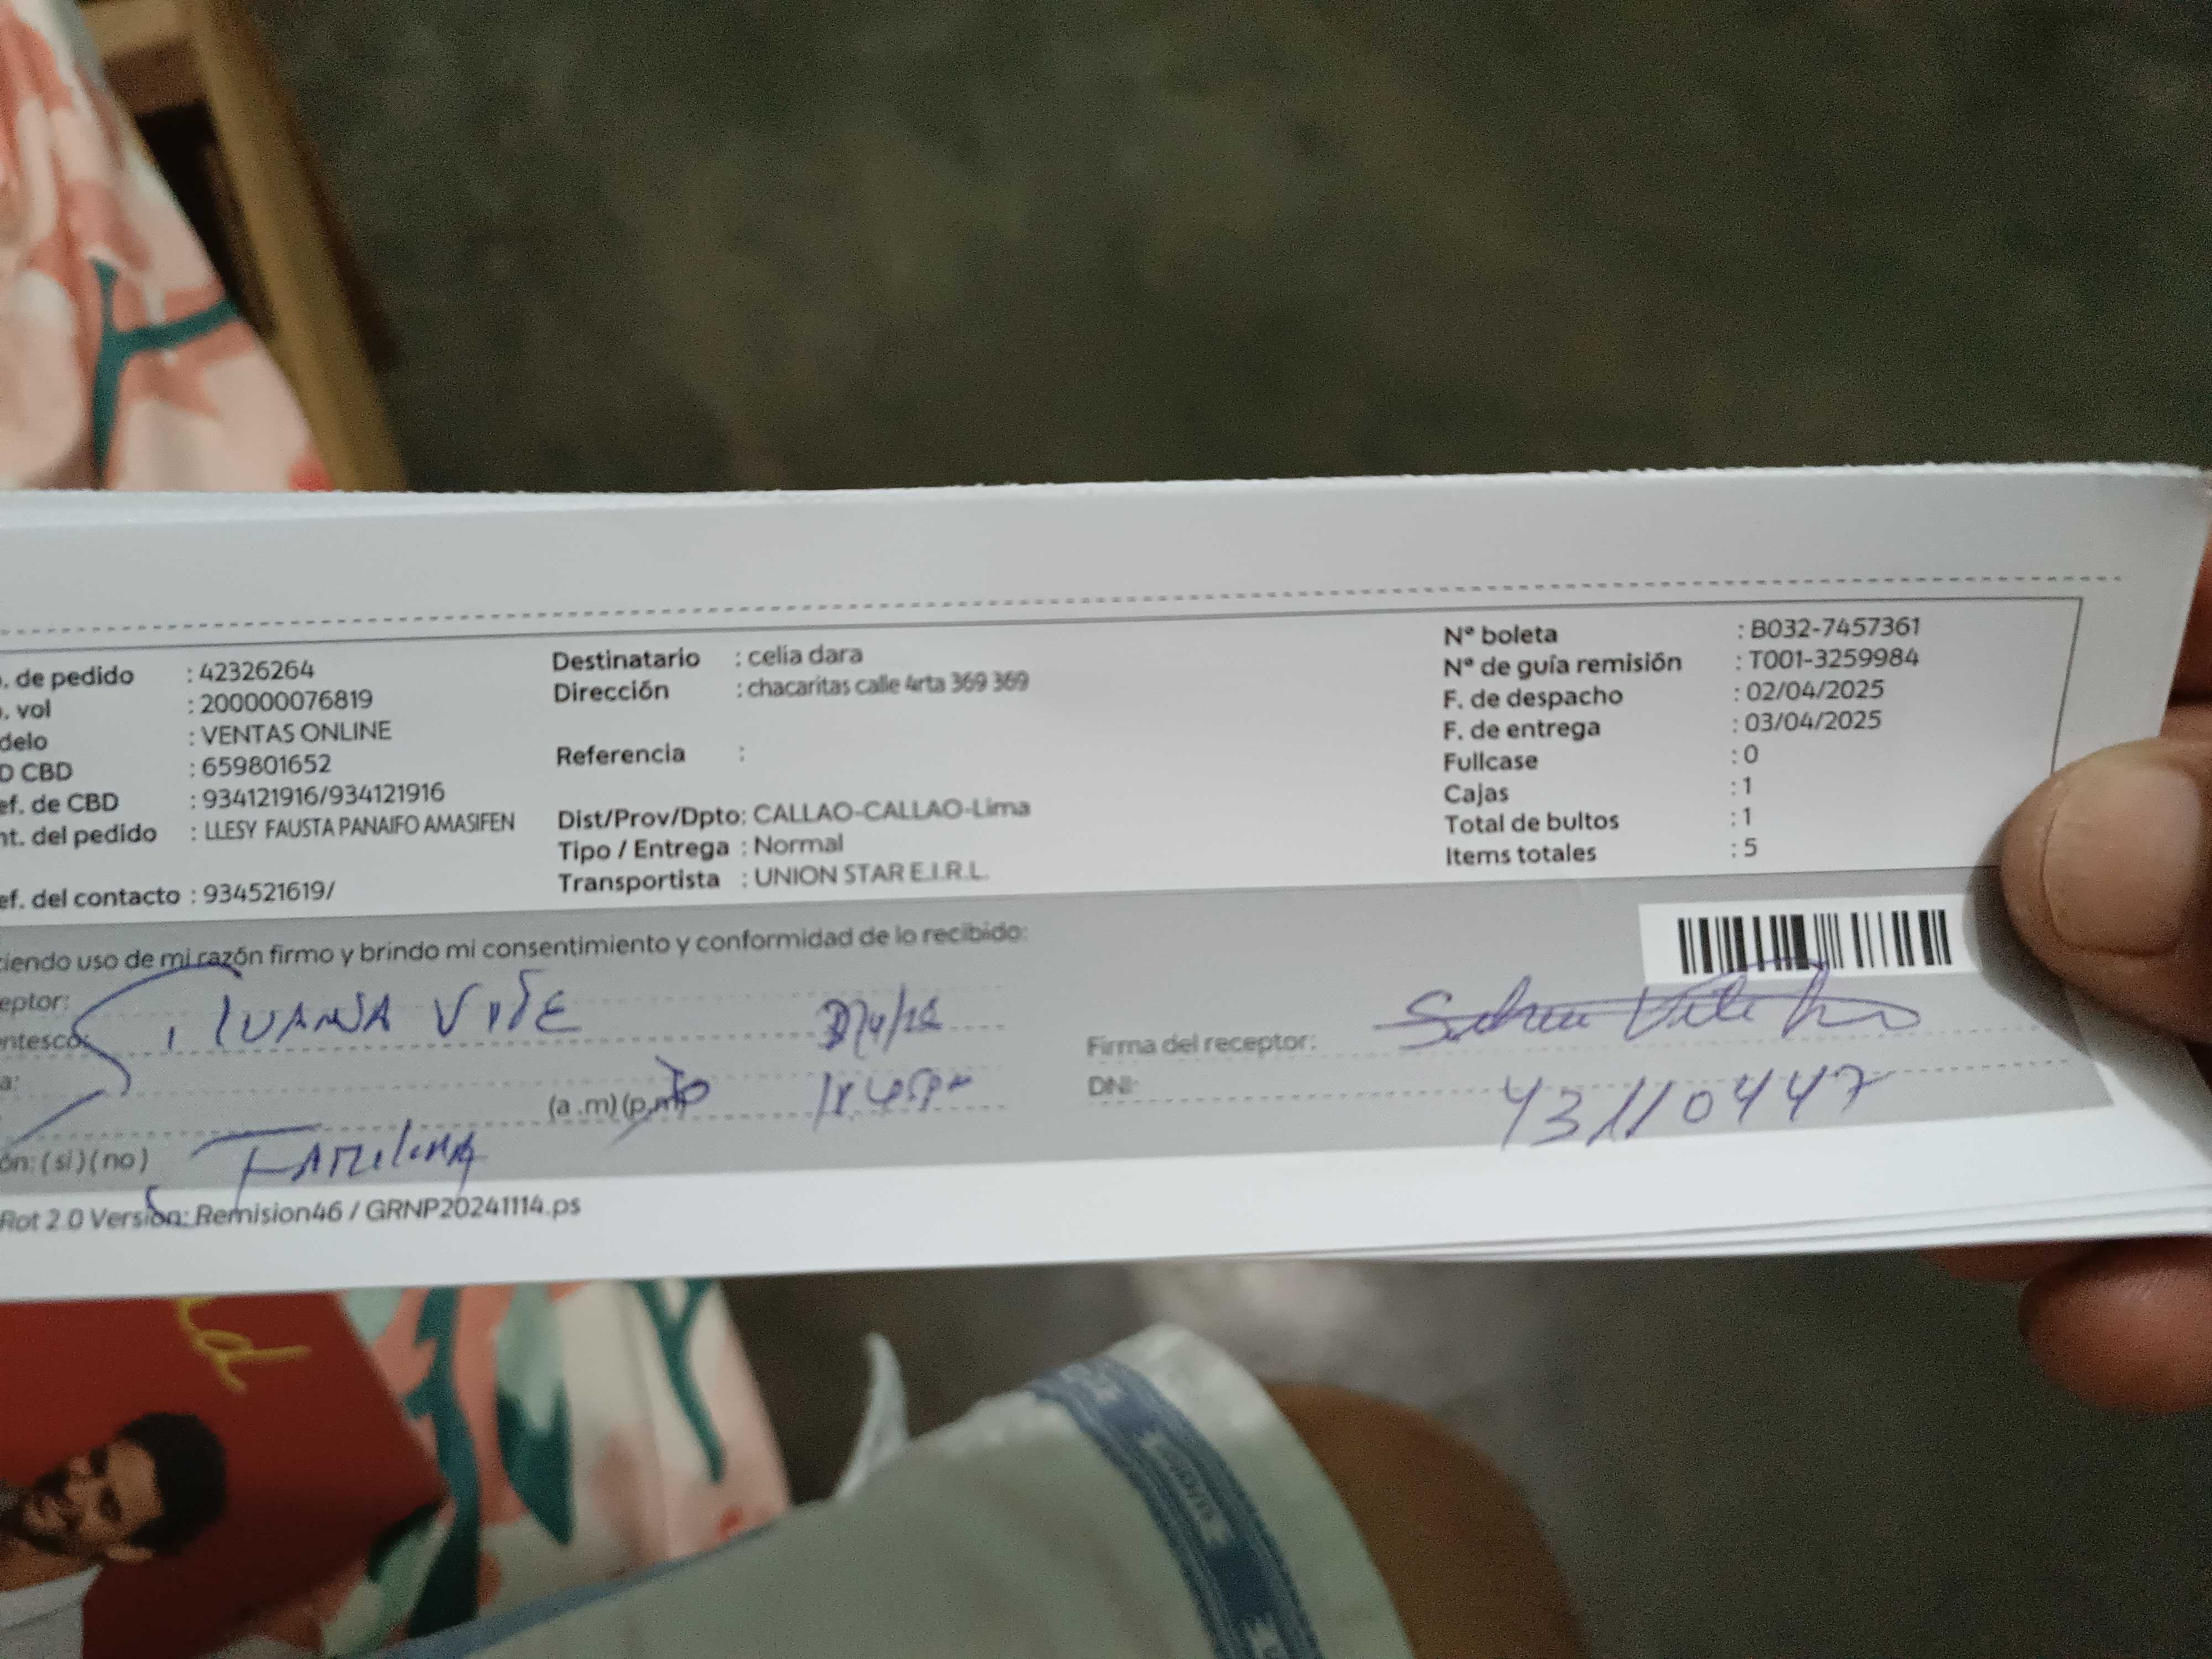 . de pedido : 42326264
. vol : 200000076819
delo : VENTAS ONLINE
D CBD : 659801652
ef. de CBD : 934121916/934121916
nt. del pedido : LLESY FAUSTA PANAIFO AMASIFEN
ef. del contacto : 934521619/
Destinatario : celia dara
Dirección : chacaritas calle 4rta 369 369
Referencia :
Dist/Prov/Dpto: CALLAO-CALLAO-Lima
Tipo / Entrega : Normal
Transportista : UNION STAR E.I.R.L.
Nº boleta : B032-7457361
Nº de guía remisión : T001-3259984
F. de despacho : 02/04/2025
F. de entrega : 03/04/2025
Fullcase : 0
Cajas : 1
Total de bultos : 1
Items totales : 5
ciendo uso de mi razón firmo y brindo mi consentimiento y conformidad de lo recibido:
eptor:
entesco:
a:
(a .m) (p.m)
Firma del receptor:
DNI: 43110447
ón: (si) (no)
Rot 2.0 Version: Remision46 / GRNP20241114.ps